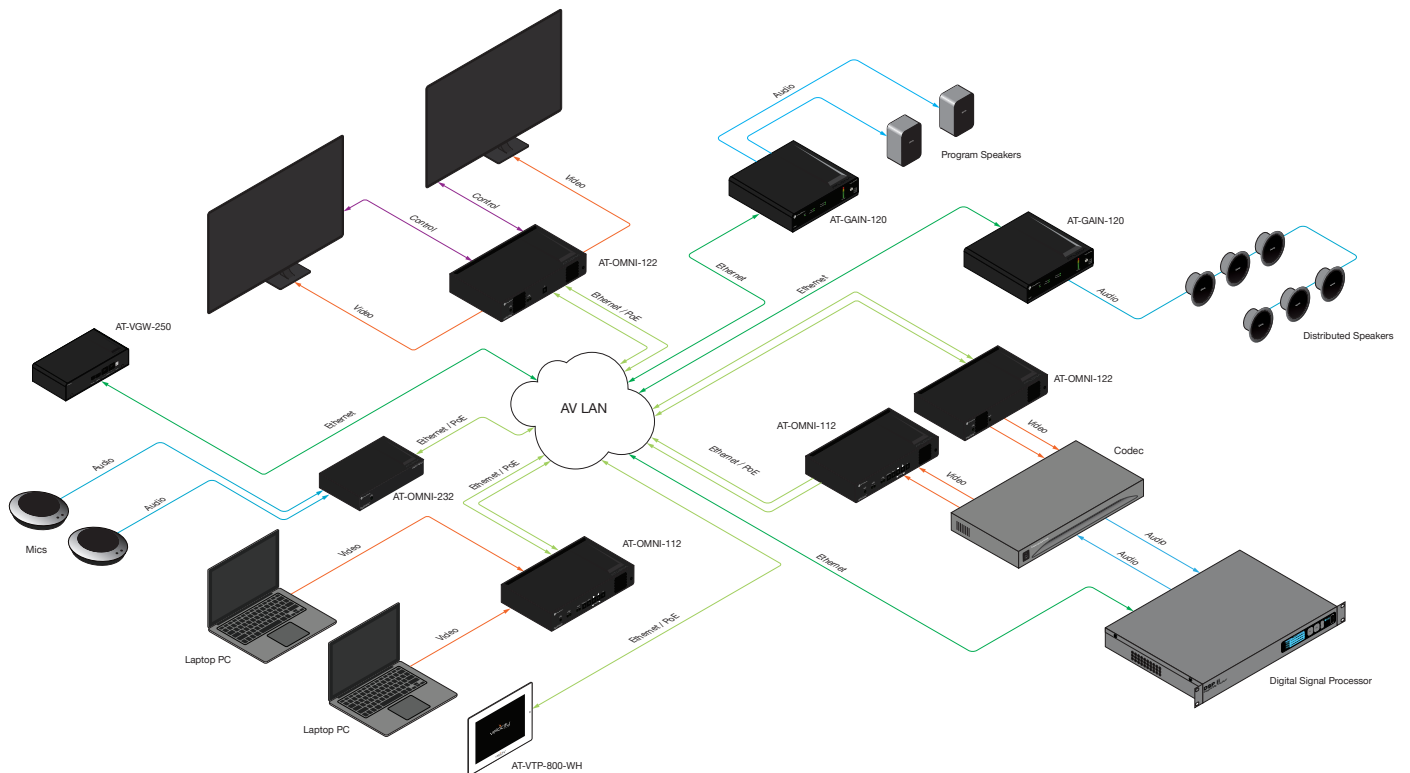 Audio
Program Speakers
Video
Control
Control
AT-GAIN-120
AT-GAIN-120
AT-OMNI-122
Ethernet
Ethernet
Ethernet / PoE
Audio
Video
AT-VGW-250
Distributed Speakers
AT-OMNI-122
AV LAN
Ethernet
AT-OMNI-112
Video
Ethernet / PoE
Codec
Audio
Ethernet / PoE
Video
Ethernet / PoE
AT-OMNI-232
Audio
Audio
Audio
Mics
Video
AT-OMNI-112
Ethernet
Video
Ethernet / PoE
Laptop PC
Digital Signal Processor
Laptop PC
velocity
AT-VTP-800-WH